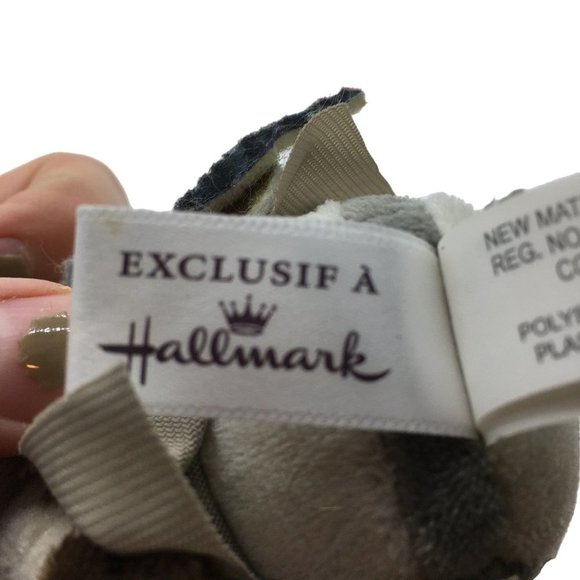 EXCLUSIF À
Hallmark
NEW MAT
REG. NO
CO
POLYE
PLA